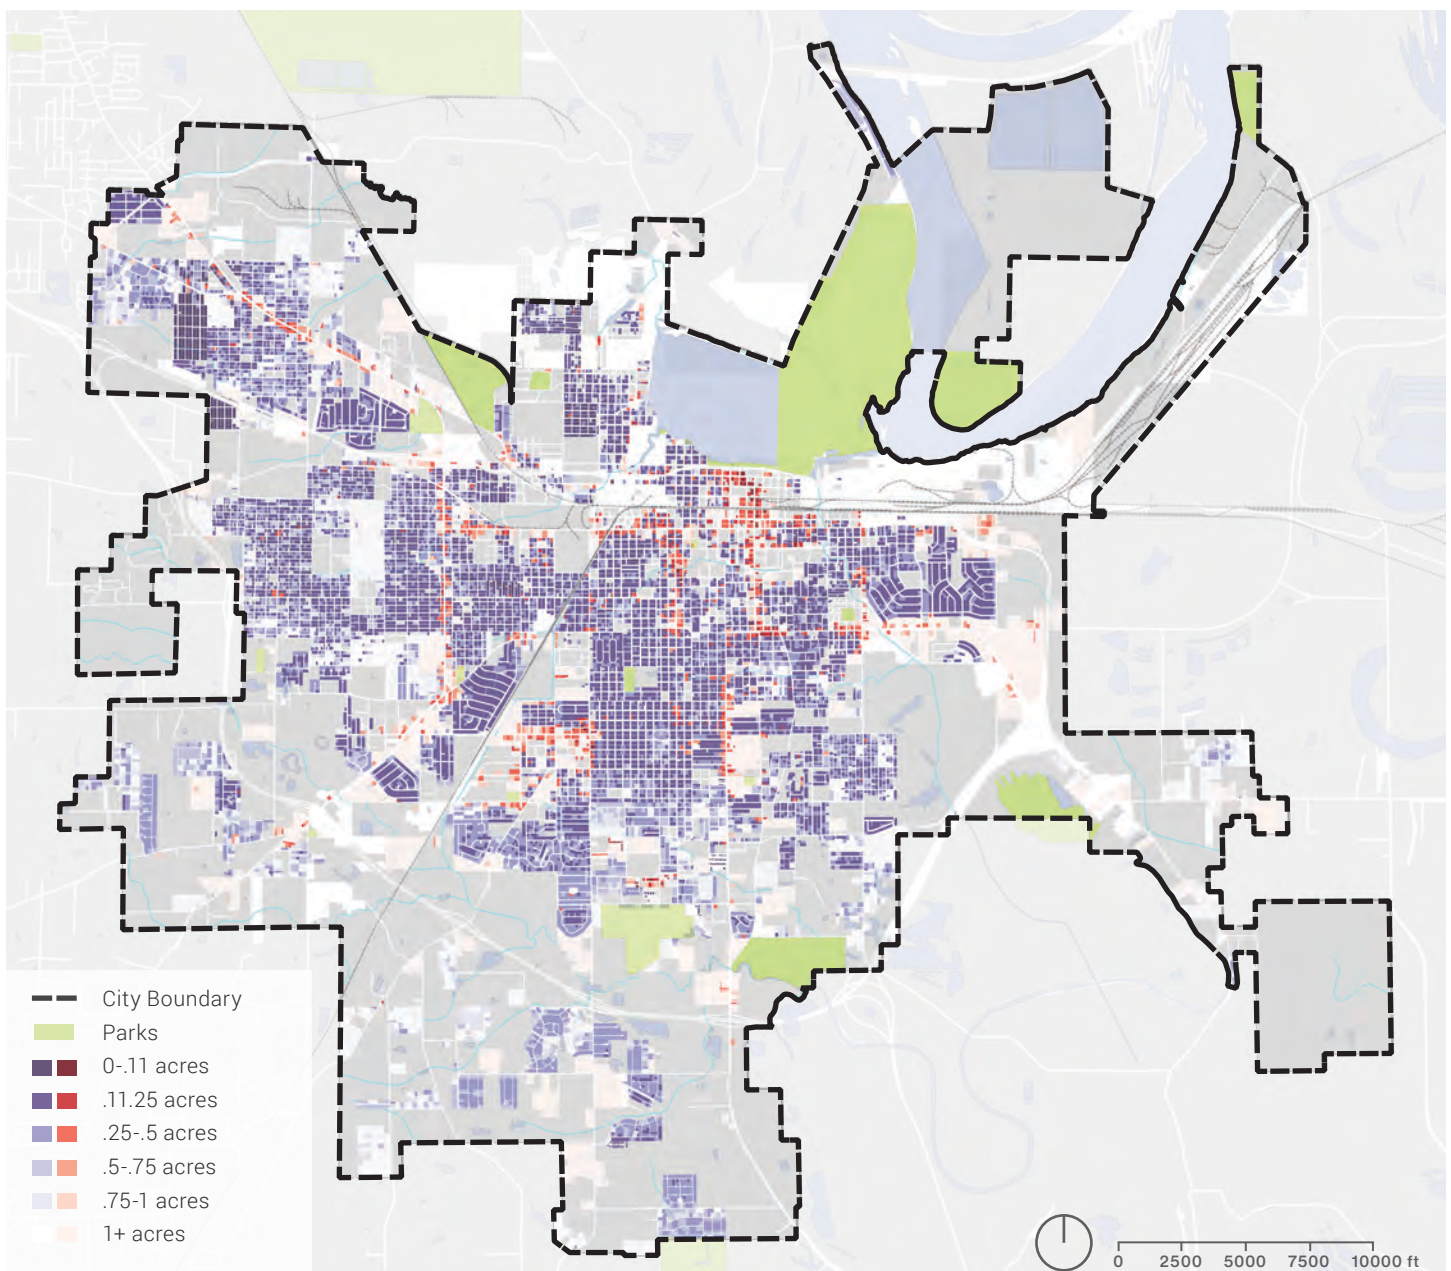 City Boundary
Parks
0-.11 acres
.11.25 acres
.25-.5 acres
.5-.75 acres
.75-1 acres
1+ acres
0 2500 5000 7500 10000 ft